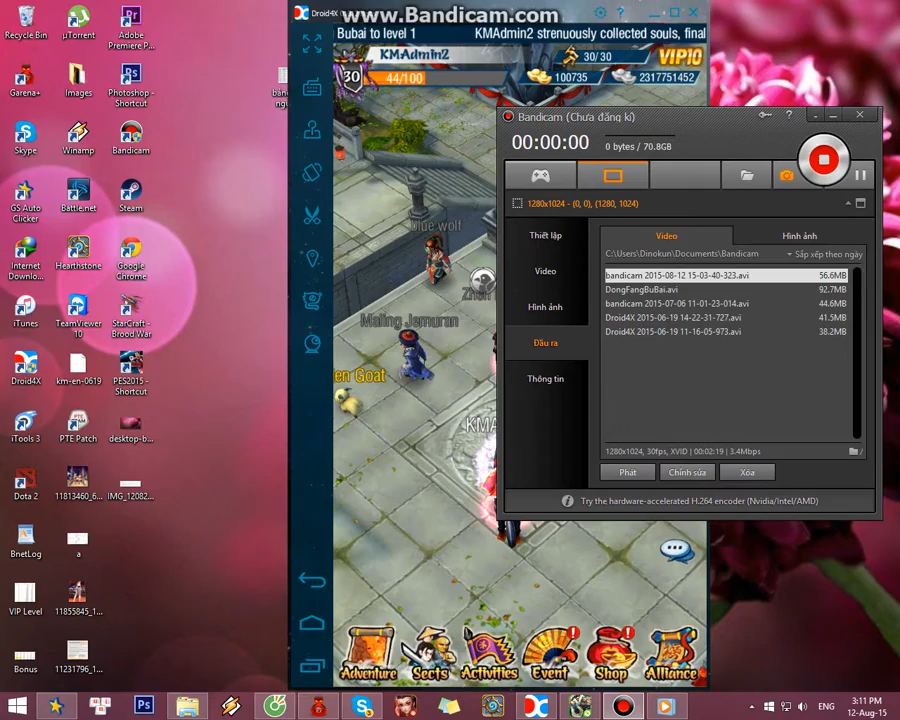 www.Bandicam.com
Droid4X
Bubai to level 1 KMAdmin2 strenuously collected souls, final
KMAdmin2
30/30
VIP10
30
44/100
100735
2317751452
Blue wolf
Maling Jemuran
en Goat
Adventure
Sects
Activities
Event
Shop
Alliance
Recycle Bin
µTorrent
Adobe Premiere P...
Garena+
Images
Photoshop - Shortcut
Skype
Winamp
Bandicam
GS Auto Clicker
Battle.net
Steam
Internet Downlo...
Hearthstone
Google Chrome
iTunes
TeamViewer 10
StarCraft - Brood War
Droid4X
km-en-0619
PES2015 - Shortcut
iTools 3
PTE Patch
desktop-b...
Dota 2
11813460_6...
IMG_12082...
BnetLog
a
VIP Level
11855845_1...
Bonus
11231796_1...
Bandicam (Chưa đăng kí)
00:00:00
0 bytes / 70.8GB
1280x1024 - (0, 0), (1280, 1024)
Thiết lập
Video
Hình ảnh
Đầu ra
Thông tin
Video
Hình ảnh
C:\Users\Dinokun\Documents\Bandicam
Sắp xếp theo ngày
bandicam 2015-08-12 15-03-40-323.avi 56.6MB
DongFangBuBai.avi 92.7MB
bandicam 2015-07-06 11-01-23-014.avi 44.6MB
Droid4X 2015-06-19 14-22-31-727.avi 41.5MB
Droid4X 2015-06-19 11-16-05-973.avi 38.2MB
1280x1024, 30fps, XVID | 00:02:19 | 3.4Mbps
Phát
Chỉnh sửa
Xóa
Try the hardware-accelerated H.264 encoder (Nvidia/Intel/AMD)
ENG
3:11 PM
12-Aug-15